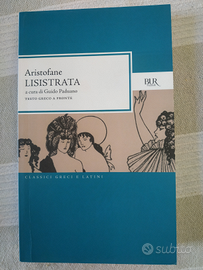 Aristofane
LISISTRATA
a cura di Guido Paduano
TESTO GRECO A FRONTE
BUR
CLASSICI GRECI E LATINI
subito